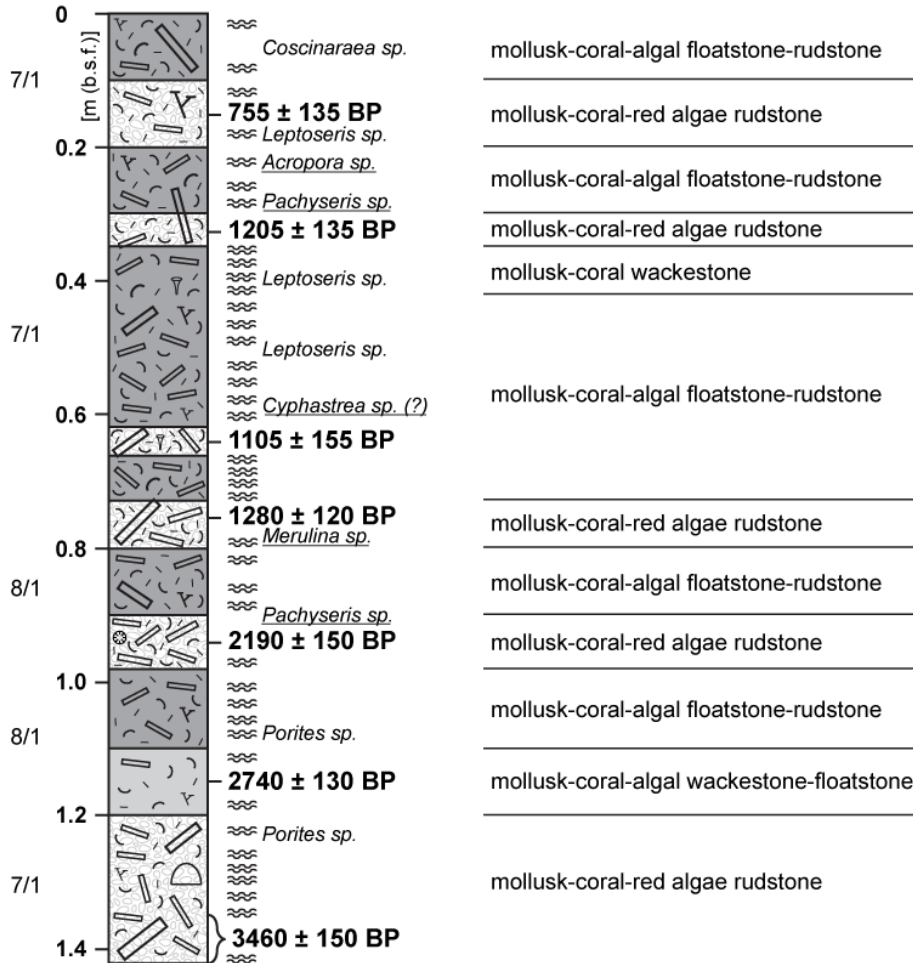 0
[m (b.s.f.)]
Coscinaraea sp.
mollusk-coral-algal floatstone-rudstone
7/1
755 ± 135 BP
mollusk-coral-red algae rudstone
Leptoseris sp.
0.2
Acropora sp.
mollusk-coral-algal floatstone-rudstone
Pachyseris sp.
1205 ± 135 BP
mollusk-coral-red algae rudstone
0.4
Leptoseris sp.
mollusk-coral wackestone
7/1
Leptoseris sp.
mollusk-coral-algal floatstone-rudstone
Cyphastrea sp. (?)
0.6
1105 ± 155 BP
1280 ± 120 BP
mollusk-coral-red algae rudstone
Merulina sp.
0.8
8/1
mollusk-coral-algal floatstone-rudstone
Pachyseris sp.
2190 ± 150 BP
mollusk-coral-red algae rudstone
1.0
mollusk-coral-algal floatstone-rudstone
8/1
Porites sp.
2740 ± 130 BP
mollusk-coral-algal wackestone-floatstone
1.2
Porites sp.
7/1
mollusk-coral-red algae rudstone
3460 ± 150 BP
1.4